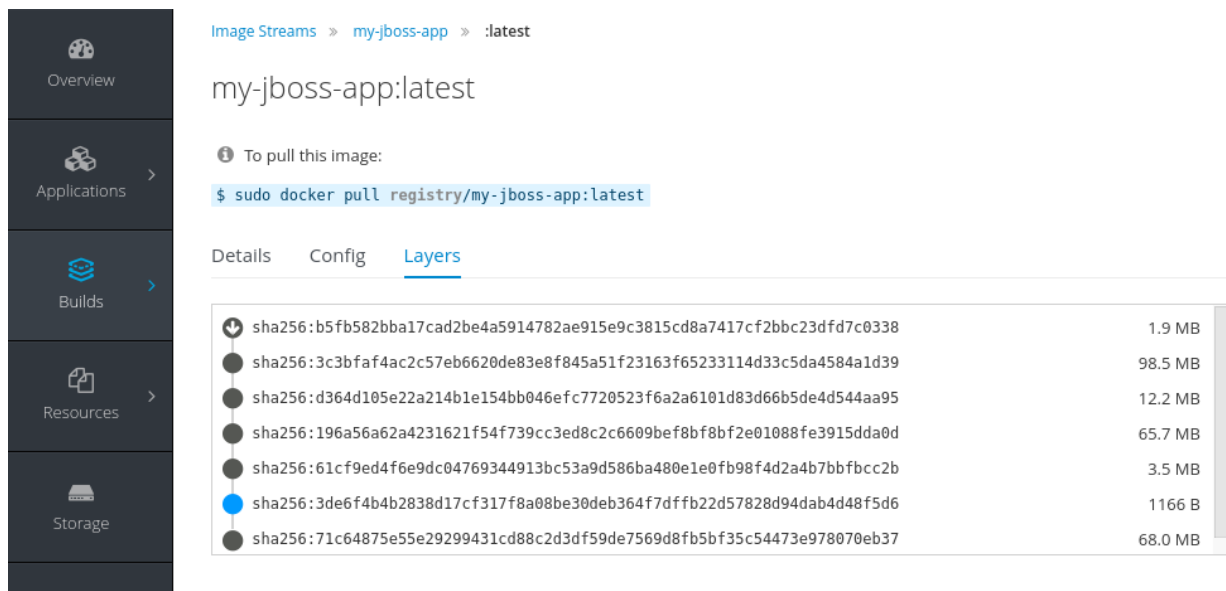 Overview
Applications
Builds
Resources
Storage
Image Streams » my-jboss-app » :latest
my-jboss-app:latest
To pull this image:
$ sudo docker pull registry/my-jboss-app:latest
Details Config Layers
sha256:b5fb582bba17cad2be4a5914782ae915e9c3815cd8a7417cf2bbc23dfd7c0338 1.9 MB
sha256:3c3bfaf4ac2c57eb6620de83e8f845a51f23163f65233114d33c5da4584a1d39 98.5 MB
sha256:d364d105e22a214b1e154bb046efc7720523f6a2a6101d83d66b5de4d544aa95 12.2 MB
sha256:196a56a62a4231621f54f739cc3ed8c2c6609bef8bf8bf2e01088fe3915dda0d 65.7 MB
sha256:61cf9ed4f6e9dc04769344913bc53a9d586ba480e1e0fb98f4d2a4b7bbfbcc2b 3.5 MB
sha256:3de6f4b4b2838d17cf317f8a08be30deb364f7dffb22d57828d94dab4d48f5d6 1166 B
sha256:71c64875e55e29299431cd88c2d3df59de7569d8fb5bf35c54473e978070eb37 68.0 MB